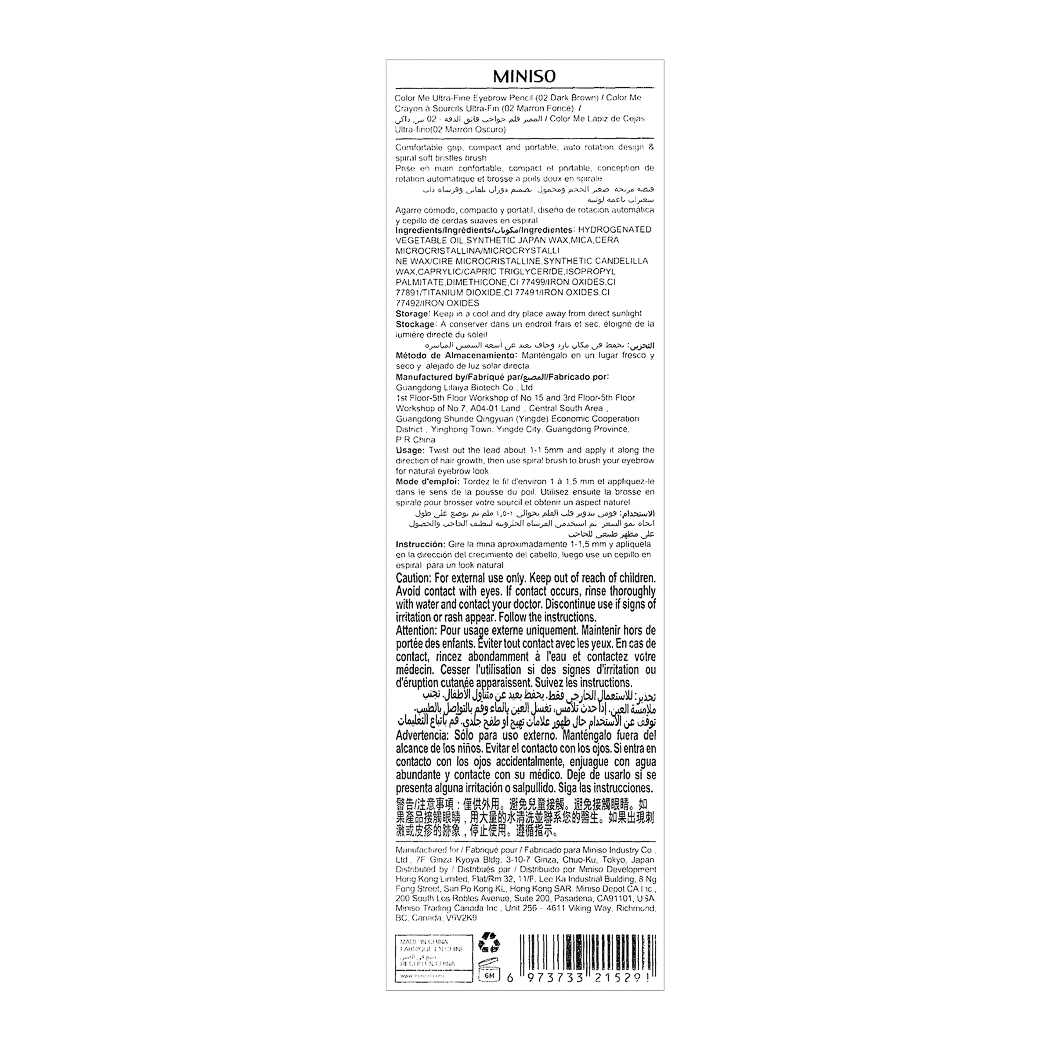 MINISO
Color Me Ultra-Fine Eyebrow Pencil (02 Dark Brown) / Color Me
Crayon à Sourcils Ultra-Fin (02 Marron Foncé) /
المميز قلم حواجب فائق الدقة - 02 بني داكن / Color Me Lápiz de Cejas
Ultra-fino(02 Marrón Oscuro)
Comfortable grip, compact and portable, auto rotation design &
spiral soft bristles brush
Prise en main confortable, compact et portable, conception de
rotation automatique et brosse à poils doux en spirale
قبضة مريحة صغير الحجم ومحمول بتصميم دوران تلقائي وفرشاة ذات
شعيرات ناعمة لولبية
Agarre cómodo, compacto y portátil, diseño de rotación automática
y cepillo de cerdas suaves en espiral
Ingredients/Ingrédients/مكونات/Ingredientes: HYDROGENATED
VEGETABLE OIL,SYNTHETIC JAPAN WAX,MICA,CERA
MICROCRISTALLINA/MICROCRYSTALLI
NE WAX/CIRE MICROCRISTALLINE,SYNTHETIC CANDELILLA
WAX,CAPRYLIC/CAPRIC TRIGLYCERIDE,ISOPROPYL
PALMITATE,DIMETHICONE,CI 77499/IRON OXIDES,CI
77891/TITANIUM DIOXIDE,CI 77491/IRON OXIDES,CI
77492/IRON OXIDES
Storage: Keep in a cool and dry place away from direct sunlight
Stockage: A conserver dans un endroit frais et sec, éloigné de la
lumière directe du soleil
التخزين: يحفظ في مكان بارد وجاف بعيد عن أشعة الشمس المباشرة
Método de Almacenamiento: Manténgalo en un lugar fresco y
seco y alejado de luz solar directa
Manufactured by/Fabriqué par/المصنع/Fabricado por:
Guangdong Lilaiya Biotech Co., Ltd
1st Floor-5th Floor Workshop of No 15 and 3rd Floor-5th Floor
Workshop of No 7, A04-01 Land , Central South Area ,
Guangdong Shunde Qingyuan (Yingde) Economic Cooperation
District , Yinghong Town, Yingde City, Guangdong Province,
P.R.China
Usage: Twist out the lead about 1-1.5mm and apply it along the
direction of hair growth, then use spiral brush to brush your eyebrow
for natural eyebrow look
Mode d'emploi: Tordez le fil d'environ 1 à 1,5 mm et appliquez-le
dans le sens de la pousse du poil. Utilisez ensuite la brosse en
spirale pour brosser votre sourcil et obtenir un aspect naturel
الاستخدام: قومي بتدوير قلب القلم بحوالي ١-١,٥ ملم ثم يوضع على طول
اتجاه نمو الشعر ثم استخدمي الفرشاة الحلزونية لتنظيف الحاجب والحصول
على مظهر طبيعي للحاجب
Instrucción: Gire la mina aproximadamente 1-1,5 mm y aplíquela
en la dirección del crecimiento del cabello, luego use un cepillo en
espiral para un look natural
Caution: For external use only. Keep out of reach of children.
Avoid contact with eyes. If contact occurs, rinse thoroughly
with water and contact your doctor. Discontinue use if signs of
irritation or rash appear. Follow the instructions.
Attention: Pour usage externe uniquement. Maintenir hors de
portée des enfants. Éviter tout contact avec les yeux. En cas de
contact, rincez abondamment à l'eau et contactez votre
médecin. Cesser l'utilisation si des signes d'irritation ou
d'éruption cutanée apparaissent. Suivez les instructions.
تحذير: للاستعمال الخارجي فقط. يحفظ بعيد عن متناول الأطفال. تجنب
ملامسة العين. إذا حدث تلامس، تغسل العين بالماء وقم بالتواصل بالطبيب.
توقف عن الاستخدام حال ظهور علامات تهيج أو طفح جلدي. قم باتباع التعليمات
Advertencia: Sólo para uso externo. Manténgalo fuera del
alcance de los niños. Evitar el contacto con los ojos. Si entra en
contacto con los ojos accidentalmente, enjuague con agua
abundante y contacte con su médico. Deje de usarlo si se
presenta alguna irritación o salpullido. Siga las instrucciones.
警告/注意事項：僅供外用。避免兒童接觸。避免接觸眼睛。如
果產品接觸眼睛，用大量的水清洗並聯系您的醫生。如果出現刺
激或皮疹的跡象，停止使用。遵循指示。
Manufactured for / Fabriqué pour / Fabricado para Miniso Industry Co.,
Ltd., 7F Ginza Kyoya Bldg, 3-10-7 Ginza, Chuo-Ku, Tokyo, Japan
Distributed by / Distribués par / Distribuido por Miniso Development
Hong Kong Limited, Flat/Rm 32, 11/F, Lee Ka Industrial Building, 8 Ng
Fong Street, San Po Kong KL, Hong Kong SAR. Miniso Depot CA Inc.,
200 South Los Robles Avenue, Suite 200, Pasadena, CA91101, USA.
Miniso Trading Canada Inc., Unit 256 - 4611 Viking Way, Richmond,
BC, Canada, V6V2K9
MADE IN CHINA
FABRIQUÉ EN CHINE
صنع في الصين
HECHO EN CHINA
6M
6 973733 215291